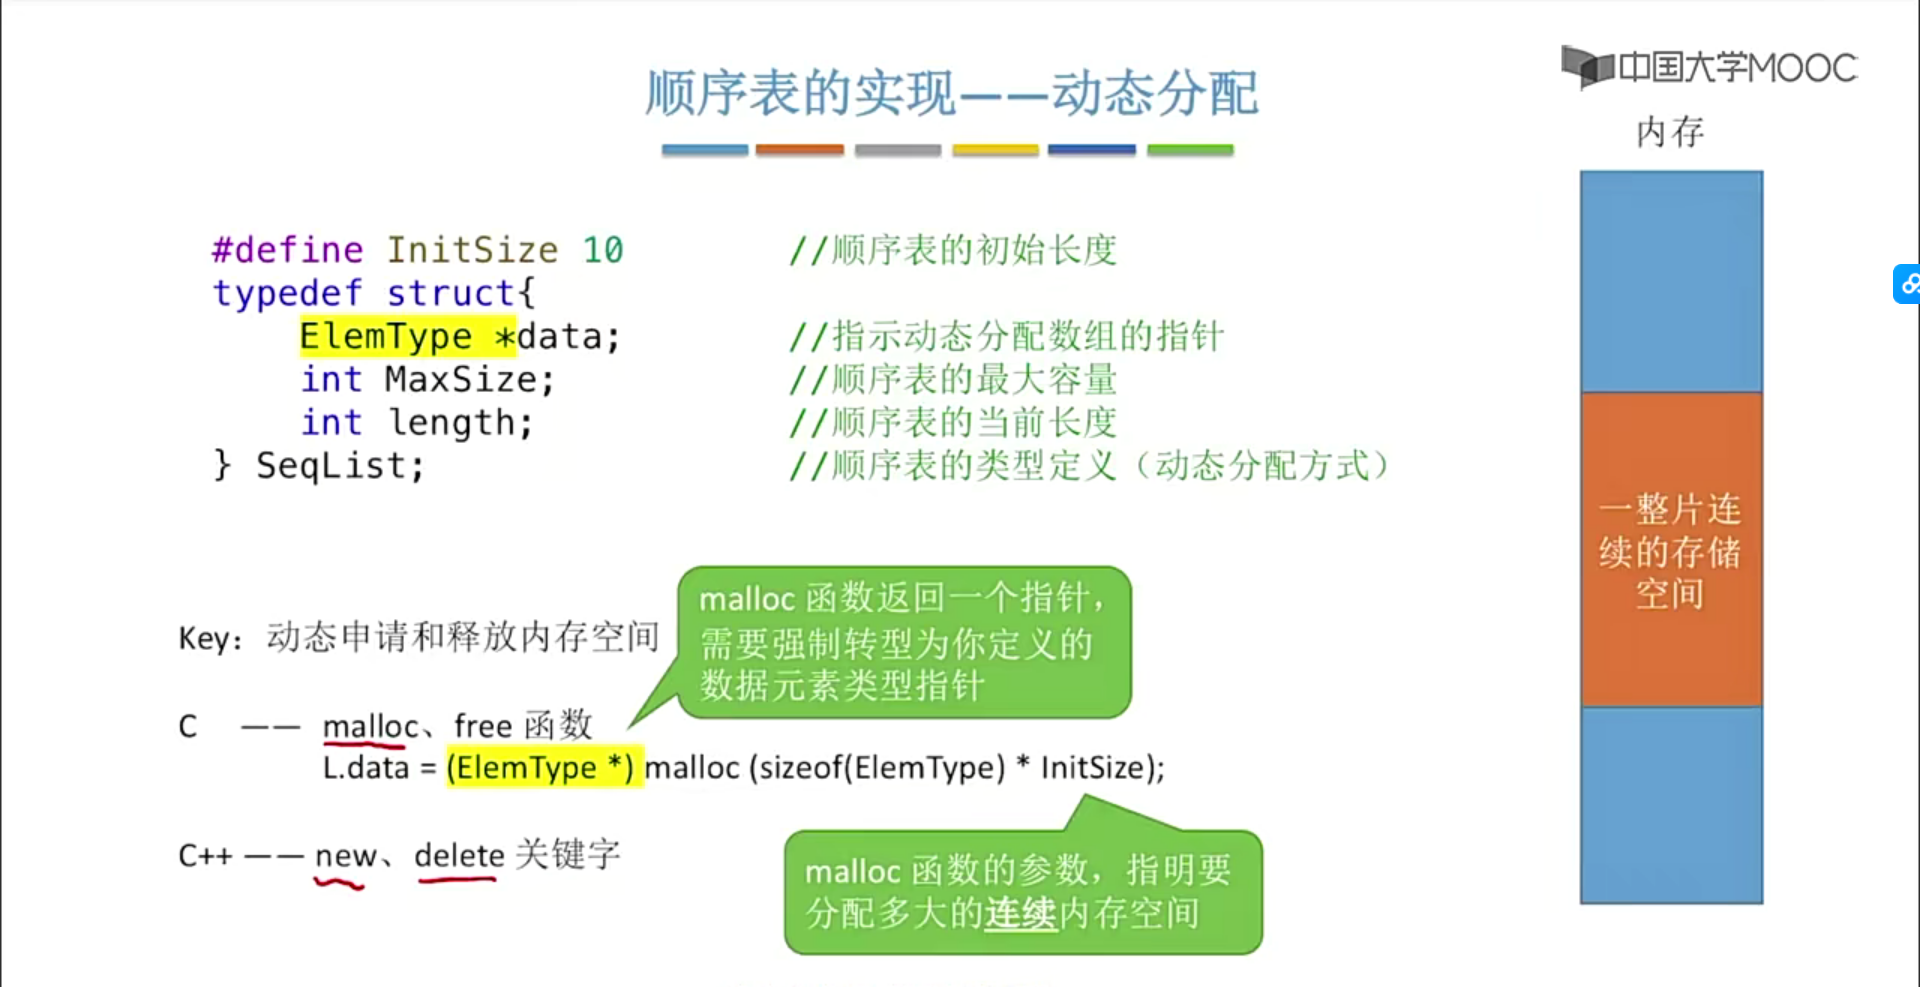 中国大学MOOC
顺序表的实现——动态分配
内存
#define InitSize 10 //顺序表的初始长度
typedef struct{
ElemType *data; //指示动态分配数组的指针
int MaxSize; //顺序表的最大容量
int length; //顺序表的当前长度
} SeqList; //顺序表的类型定义（动态分配方式）
一整片连
续的存储
空间
malloc 函数返回一个指针，
需要强制转型为你定义的
数据元素类型指针
Key：动态申请和释放内存空间
C —— malloc、free 函数
L.data = (ElemType *) malloc (sizeof(ElemType) * InitSize);
C++ —— new、delete 关键字
malloc 函数的参数，指明要
分配多大的连续内存空间